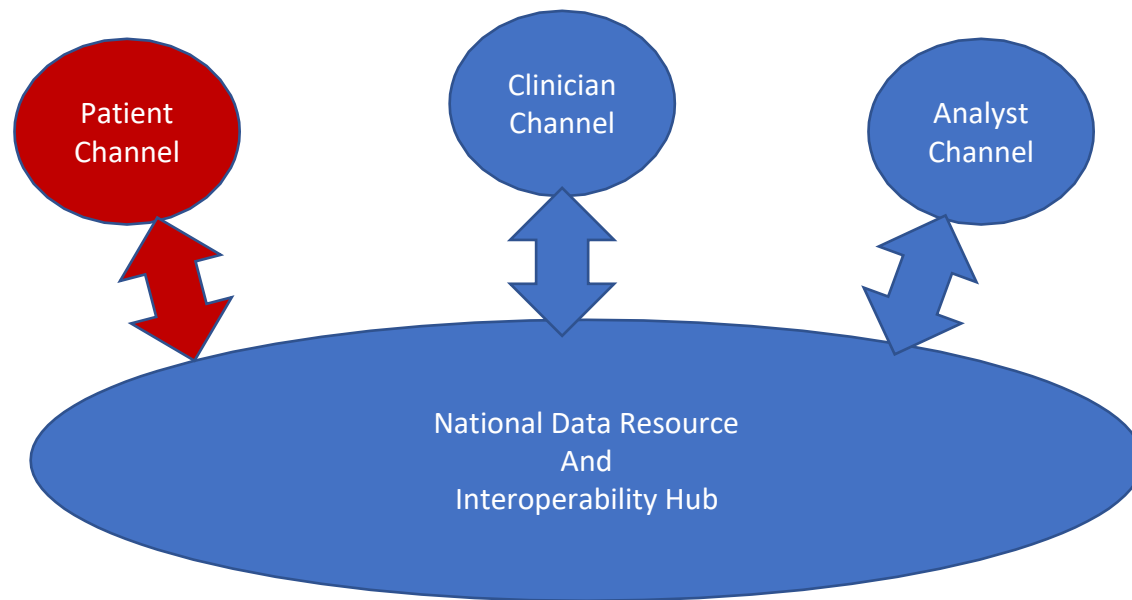 Patient
Channel
Clinician
Channel
Analyst
Channel
National Data Resource
And
Interoperability Hub